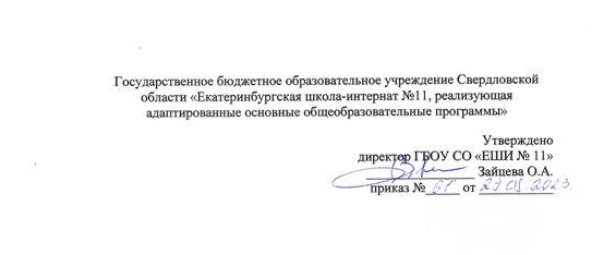 Государственное бюджетное образовательное учреждение Свердловской
области «Екатеринбургская школа-интернат №11, реализующая
адаптированные основные общеобразовательные программы»
Утверждено
директор ГБОУ СО «ЕШИ № 11»
Зайцева О.А.
приказ № 61 от 29.08.2023